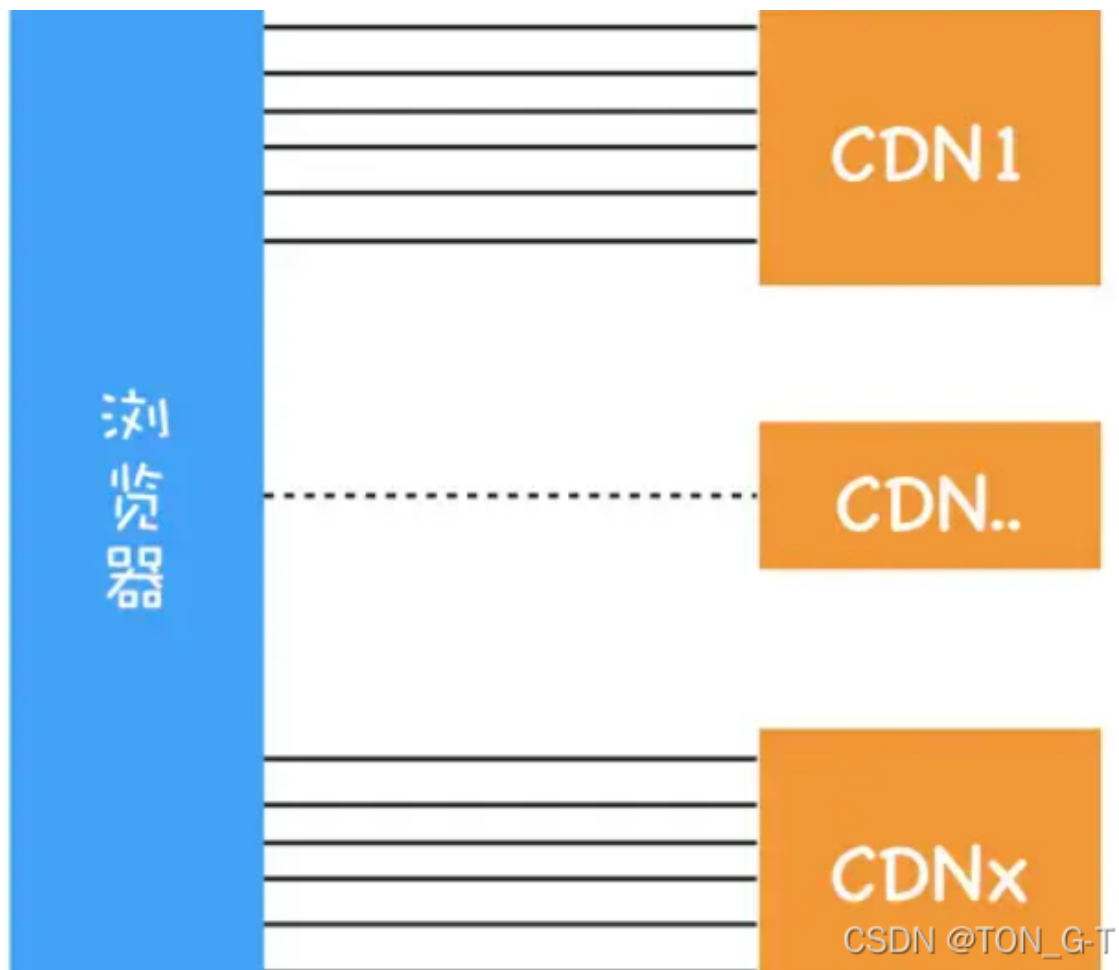 CDN1
浏
览
器
CDN..
CDNx
CSDN @TON_G-T